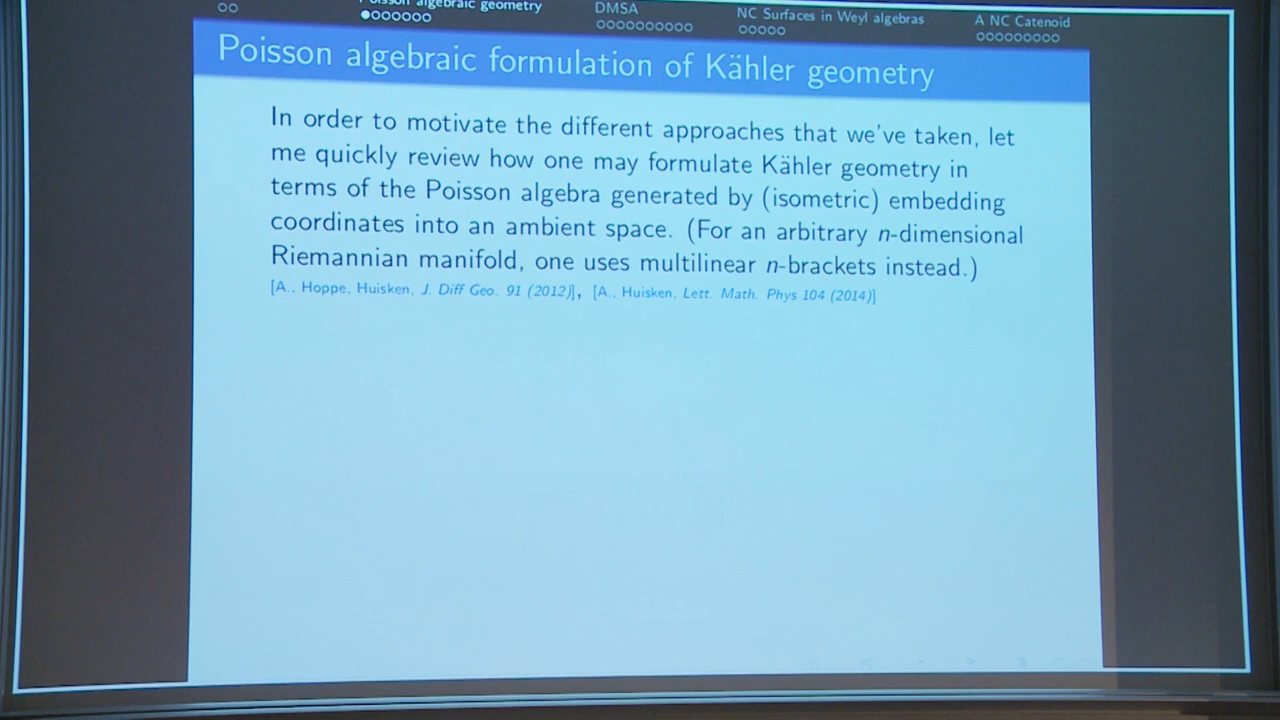 Poisson algebraic geometry
DMSA
NC Surfaces in Weyl algebras
A NC Catenoid
Poisson algebraic formulation of Kähler geometry
In order to motivate the different approaches that we've taken, let
me quickly review how one may formulate Kähler geometry in
terms of the Poisson algebra generated by (isometric) embedding
coordinates into an ambient space. (For an arbitrary n-dimensional
Riemannian manifold, one uses multilinear n-brackets instead.)
[A., Hoppe, Huisken, J. Diff Geo. 91 (2012)], [A., Huisken, Lett. Math. Phys 104 (2014)]